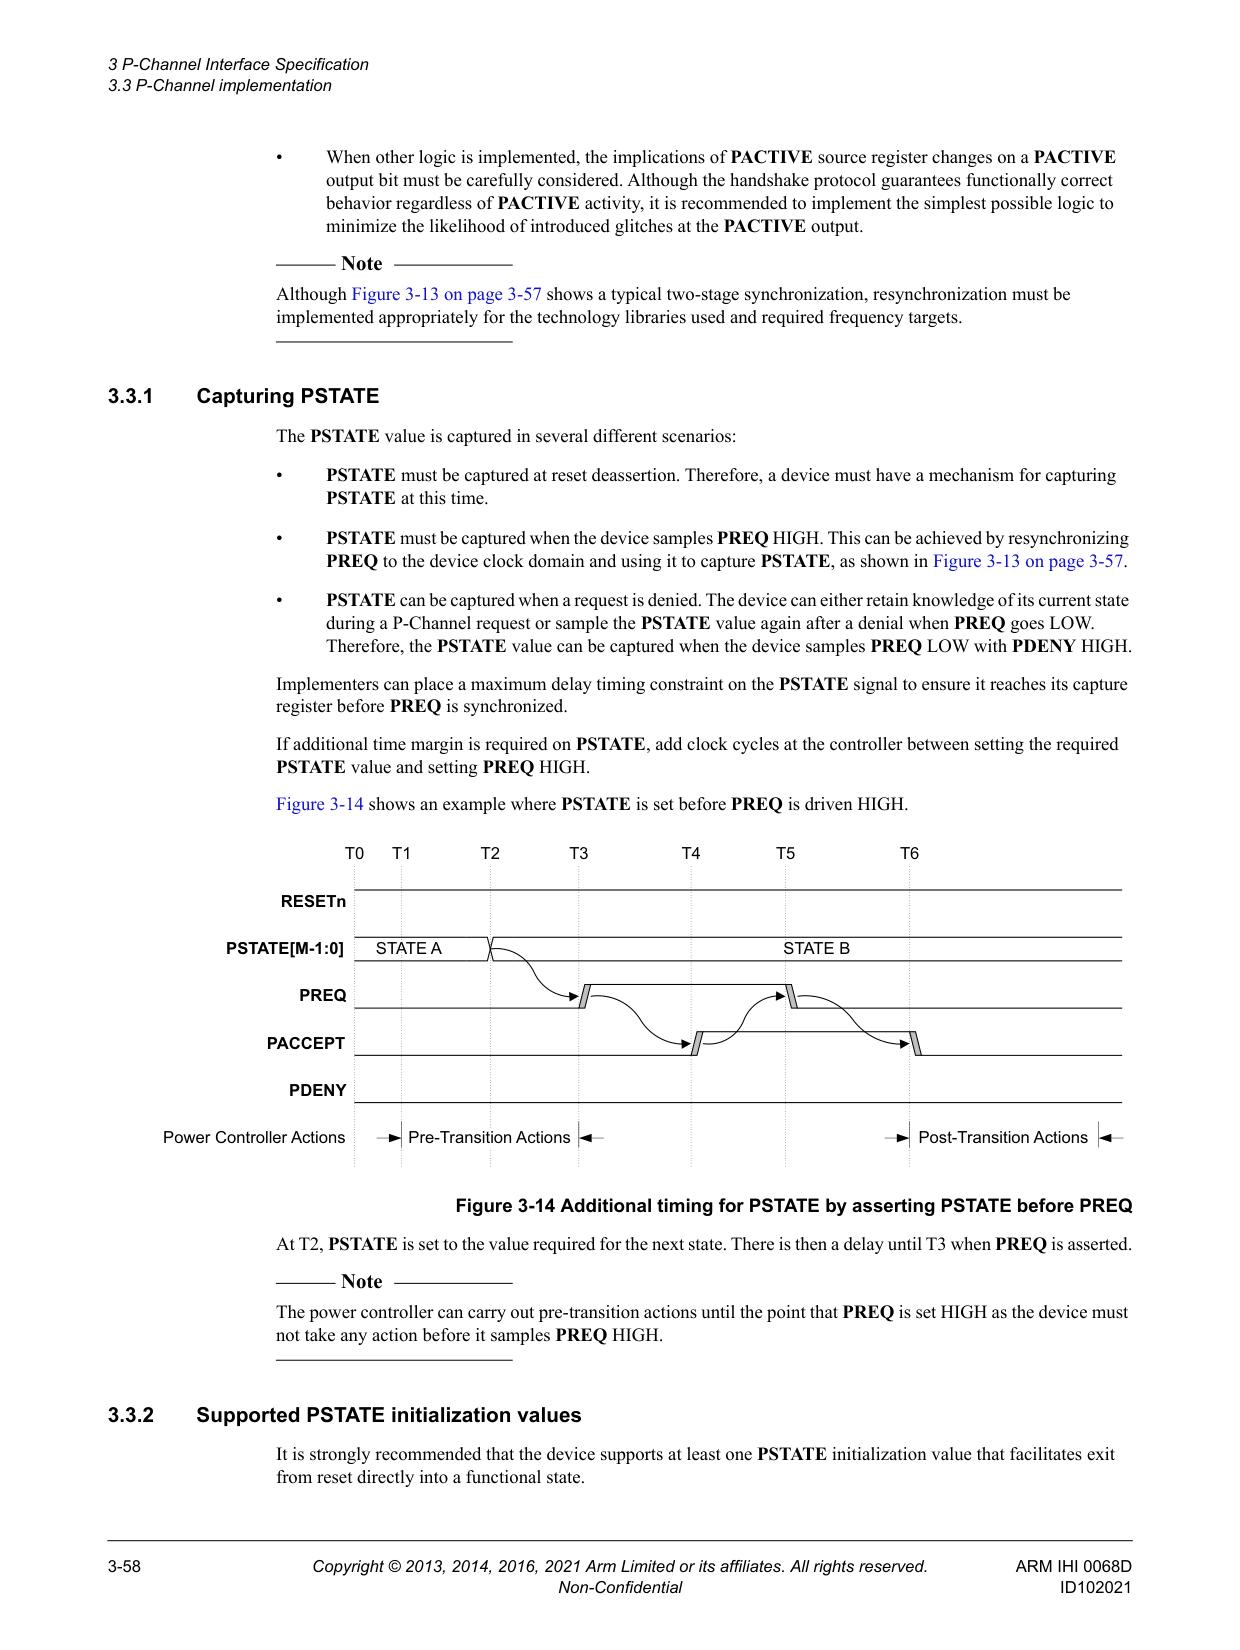 3 P-Channel Interface Specification
3.3 P-Channel implementation
• When other logic is implemented, the implications of PACTIVE source register changes on a PACTIVE
output bit must be carefully considered. Although the handshake protocol guarantees functionally correct
behavior regardless of PACTIVE activity, it is recommended to implement the simplest possible logic to
minimize the likelihood of introduced glitches at the PACTIVE output.
Note
Although Figure 3-13 on page 3-57 shows a typical two-stage synchronization, resynchronization must be
implemented appropriately for the technology libraries used and required frequency targets.
3.3.1 Capturing PSTATE
The PSTATE value is captured in several different scenarios:
• PSTATE must be captured at reset deassertion. Therefore, a device must have a mechanism for capturing
PSTATE at this time.
• PSTATE must be captured when the device samples PREQ HIGH. This can be achieved by resynchronizing
PREQ to the device clock domain and using it to capture PSTATE, as shown in Figure 3-13 on page 3-57.
• PSTATE can be captured when a request is denied. The device can either retain knowledge of its current state
during a P-Channel request or sample the PSTATE value again after a denial when PREQ goes LOW.
Therefore, the PSTATE value can be captured when the device samples PREQ LOW with PDENY HIGH.
Implementers can place a maximum delay timing constraint on the PSTATE signal to ensure it reaches its capture
register before PREQ is synchronized.
If additional time margin is required on PSTATE, add clock cycles at the controller between setting the required
PSTATE value and setting PREQ HIGH.
Figure 3-14 shows an example where PSTATE is set before PREQ is driven HIGH.
T0 T1 T2 T3 T4 T5 T6
RESETn
PSTATE[M-1:0] STATE A STATE B
PREQ
PACCEPT
PDENY
Power Controller Actions Pre-Transition Actions Post-Transition Actions
Figure 3-14 Additional timing for PSTATE by asserting PSTATE before PREQ
At T2, PSTATE is set to the value required for the next state. There is then a delay until T3 when PREQ is asserted.
Note
The power controller can carry out pre-transition actions until the point that PREQ is set HIGH as the device must
not take any action before it samples PREQ HIGH.
3.3.2 Supported PSTATE initialization values
It is strongly recommended that the device supports at least one PSTATE initialization value that facilitates exit
from reset directly into a functional state.
3-58 Copyright © 2013, 2014, 2016, 2021 Arm Limited or its affiliates. All rights reserved. ARM IHI 0068D
Non-Confidential ID102021